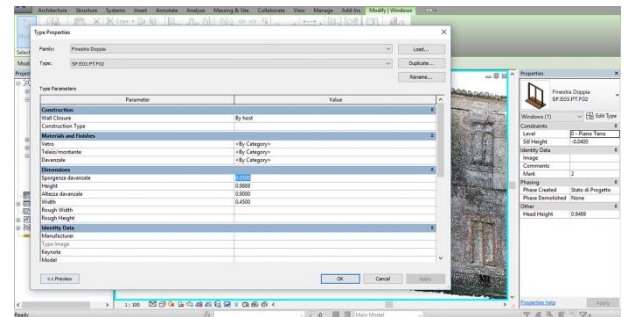 Architecture Structure Systems Insert Annotate Analyze Massing & Site Collaborate View Manage Add-Ins Modify | Windows
Type Properties
Family: Finestra Doppia Load...
Type: SF.E03.PT.F02 Duplicate...
Rename...
Type Parameters
Parameter Value
Construction
Wall Closure By host
Construction Type
Materials and Finishes
Vetro <By Category>
Telaio/montante <By Category>
Davanzale <By Category>
Dimensions
Sporgenza davanzale
Height 0.9869
Altezza davanzale 0.9000
Width 0.4500
Rough Width
Rough Height
Identity Data
Manufacturer
Type Image
Keynote
Model
<< Preview OK Cancel Apply
Properties
Finestra Doppia
SF.E03.PT.F02
Windows (1) Edit Type
Constraints
Level 0 - Piano Terra
Sill Height -0.0400
Identity Data
Image
Comments
Mark 2
Phasing
Phase Created Stato di Progetto
Phase Demolished None
Other
Head Height 0.9469
Properties help Apply
1 : 100
Ready :0 Main Model